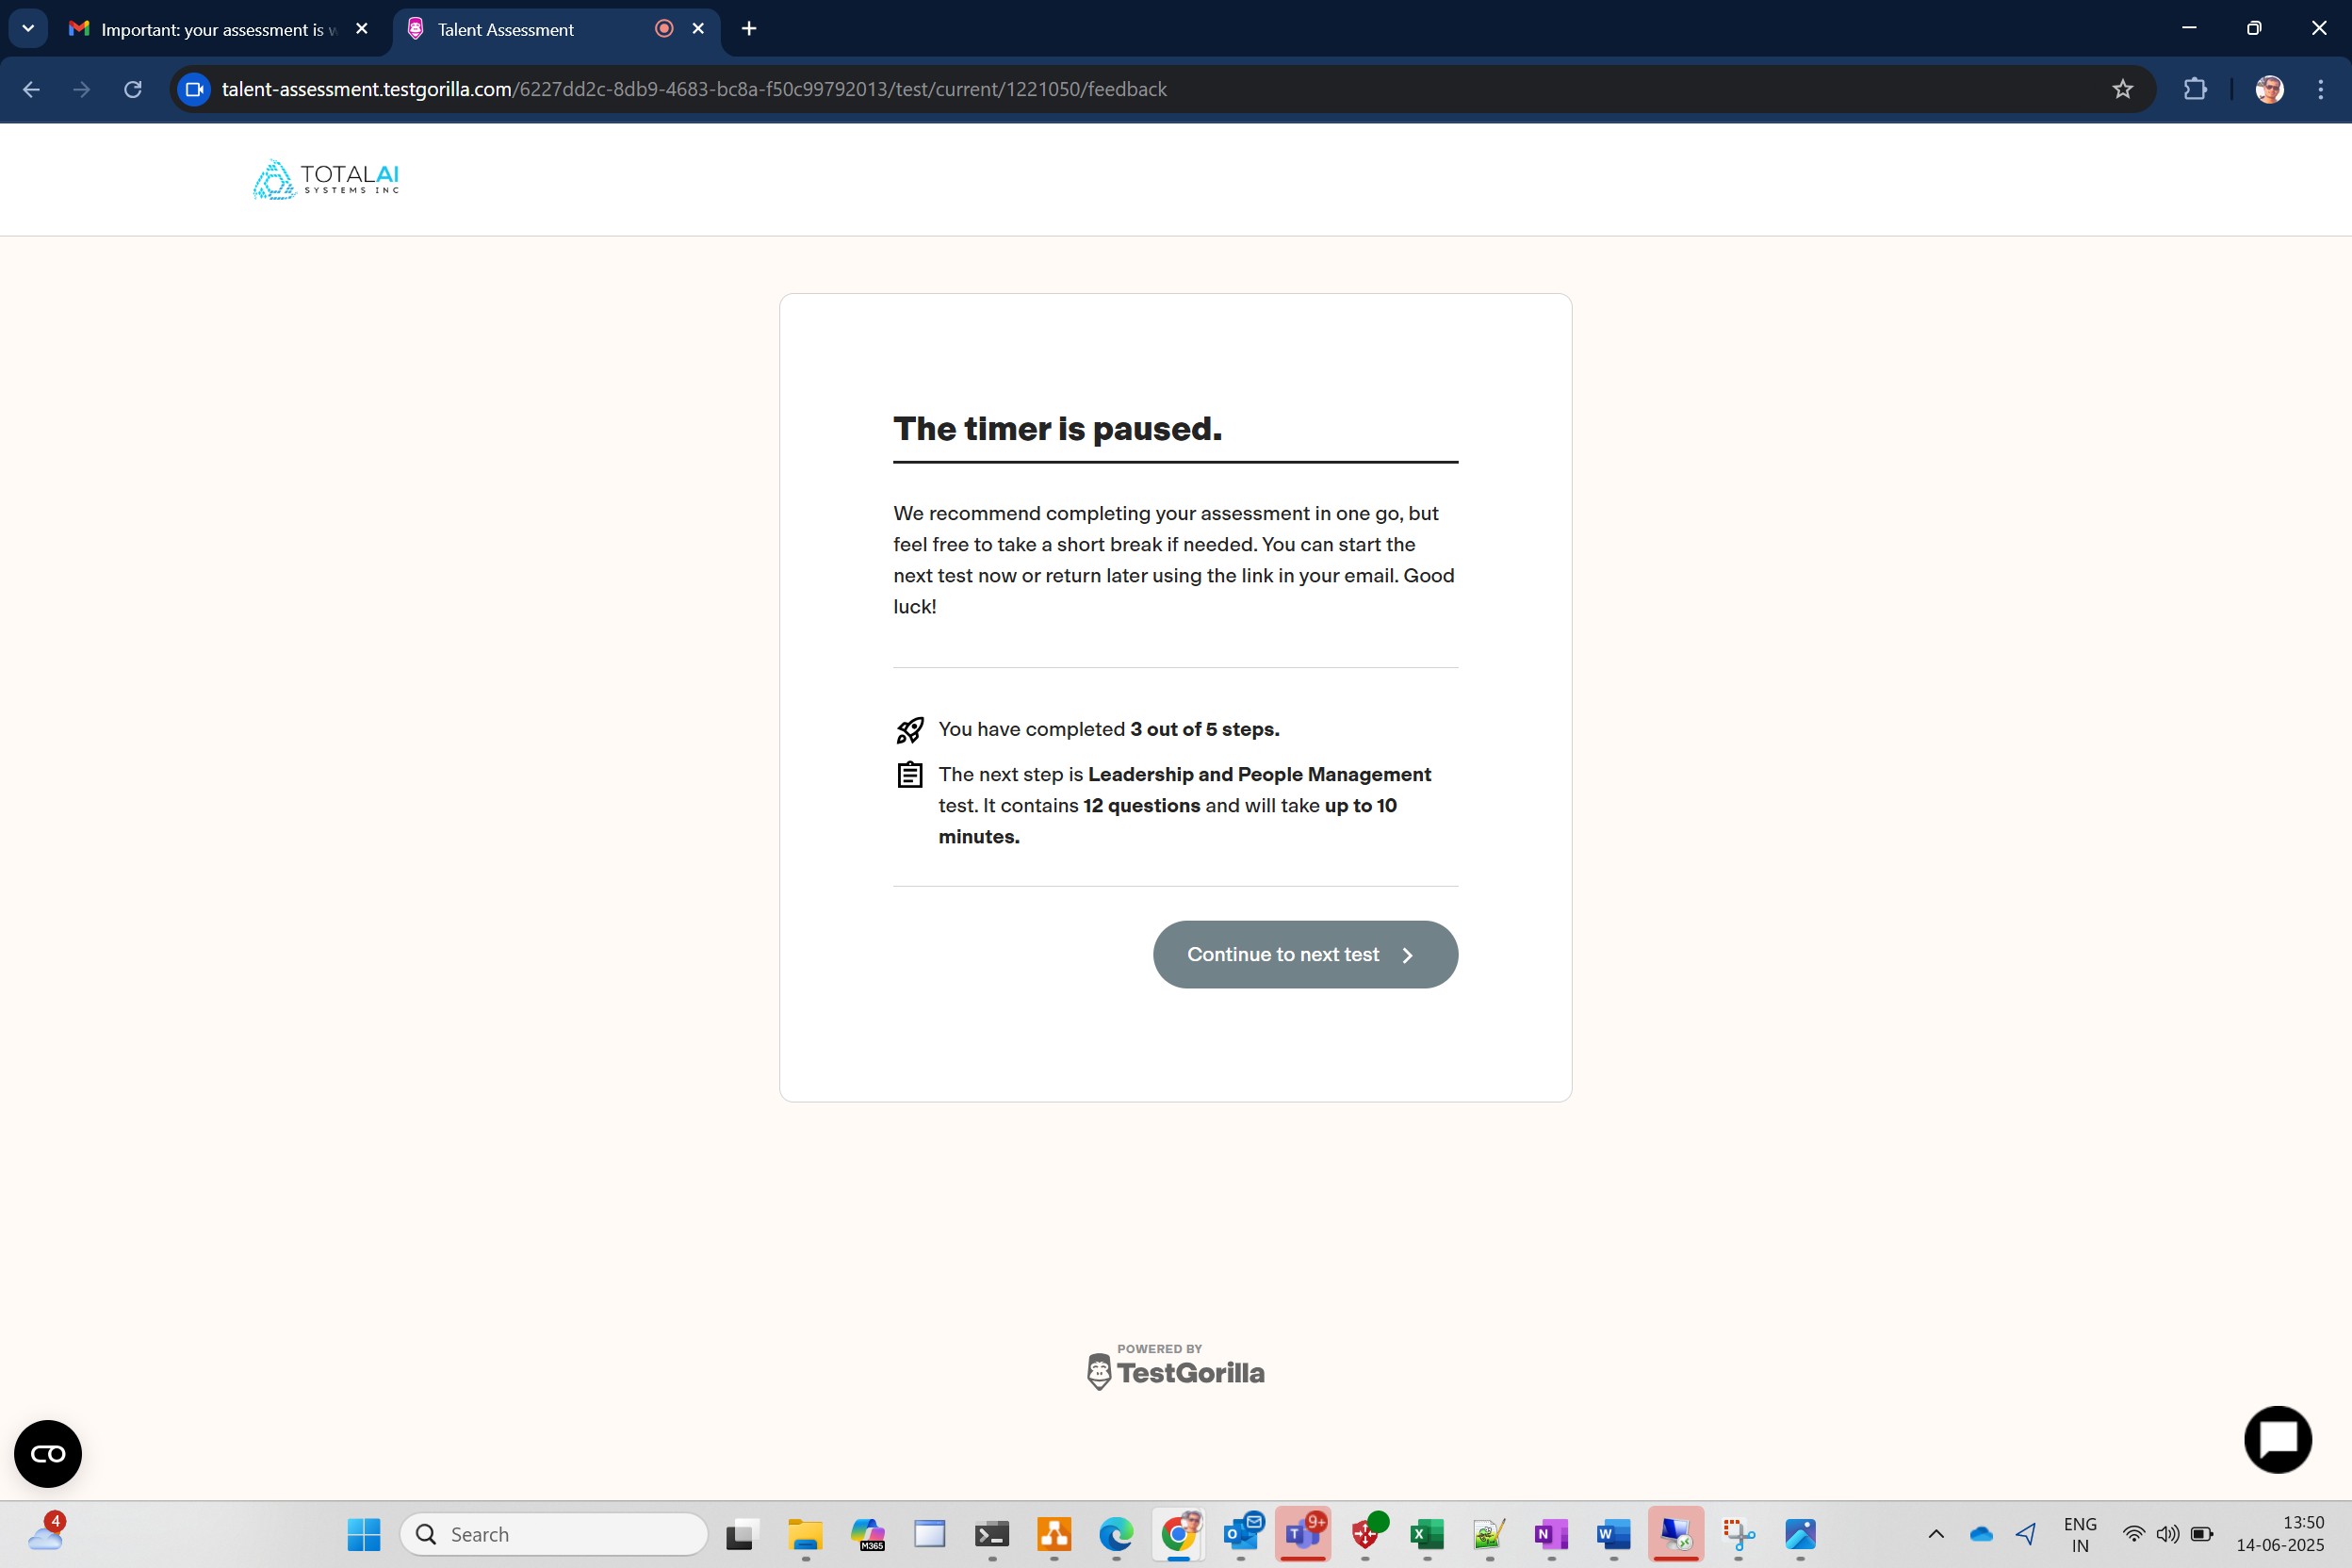 Important: your assessment is w
Talent Assessment
talent-assessment.testgorilla.com/6227dd2c-8db9-4683-bc8a-f50c99792013/test/current/1221050/feedback
TOTALAI
SYSTEMS INC
The timer is paused.
We recommend completing your assessment in one go, but
feel free to take a short break if needed. You can start the
next test now or return later using the link in your email. Good
luck!
You have completed 3 out of 5 steps.
The next step is Leadership and People Management
test. It contains 12 questions and will take up to 10
minutes.
Continue to next test
POWERED BY
TestGorilla
4
Search
M365
O
T
9+
X
N
W
ENG
IN
13:50
14-06-2025